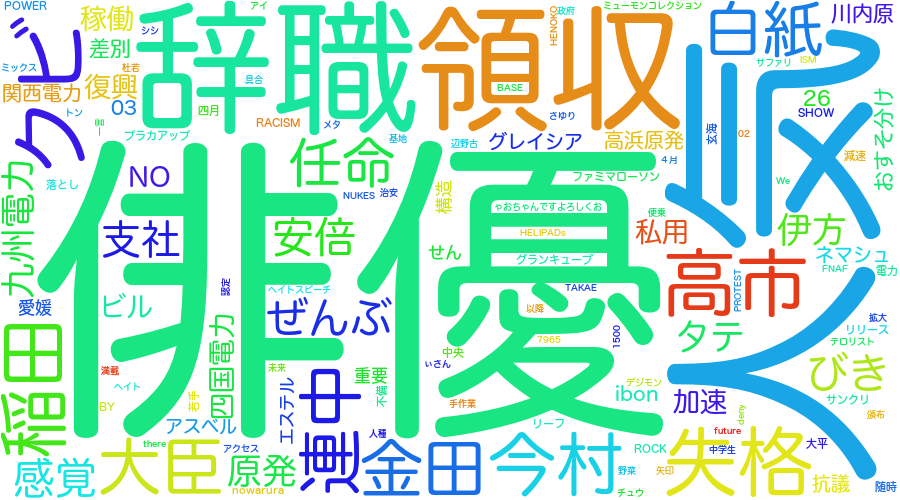 POWER
稼働
ビ
辞職
領収
アイ
政府
HENOKO
ミューモンコレクション
白紙
川内原
シシ
差別
ミックス
杜若
復興
関西電力
ク
トン
03
四月
具合
プラカアップ
RACISM
メタ
基地
BASE
さゆり
辺野古
グレイシア
高浜原発
玄海
02
サファリ
ISM
26
SHOW
減速
おすそ分け
4月
落とし
NO
任命
NUKES
治安
構造
ファミマローソン
We
収
九州電力
俳優
ゃおちゃんですよろしくお
便乗
HELIPADs
私用
伊方
ネマシュ
支社
安倍
せん
グランキューブ
高市
FNAF
電力
認定
ヘイトスピーチ
TAKAE
PROTEST
愛媛
ビル
ぜんぶ
以降
7965
1500
拡大
リリース
テロリスト
タテ
稲田
四国電力
未来
中央
ぃさん
びき
満載
ヘイト
連中
重要
不備
デジモン
サンクリ
BY
若手
エステル
手作業
ibon
加速
deny
頒布
アスベル
リーフ
there
アクセス
人種
ROCK
future
中学生
大平
感覚
大臣
原発
nowarura
金田
今村
野菜
矢印
チュウ
失格
抗議
随時